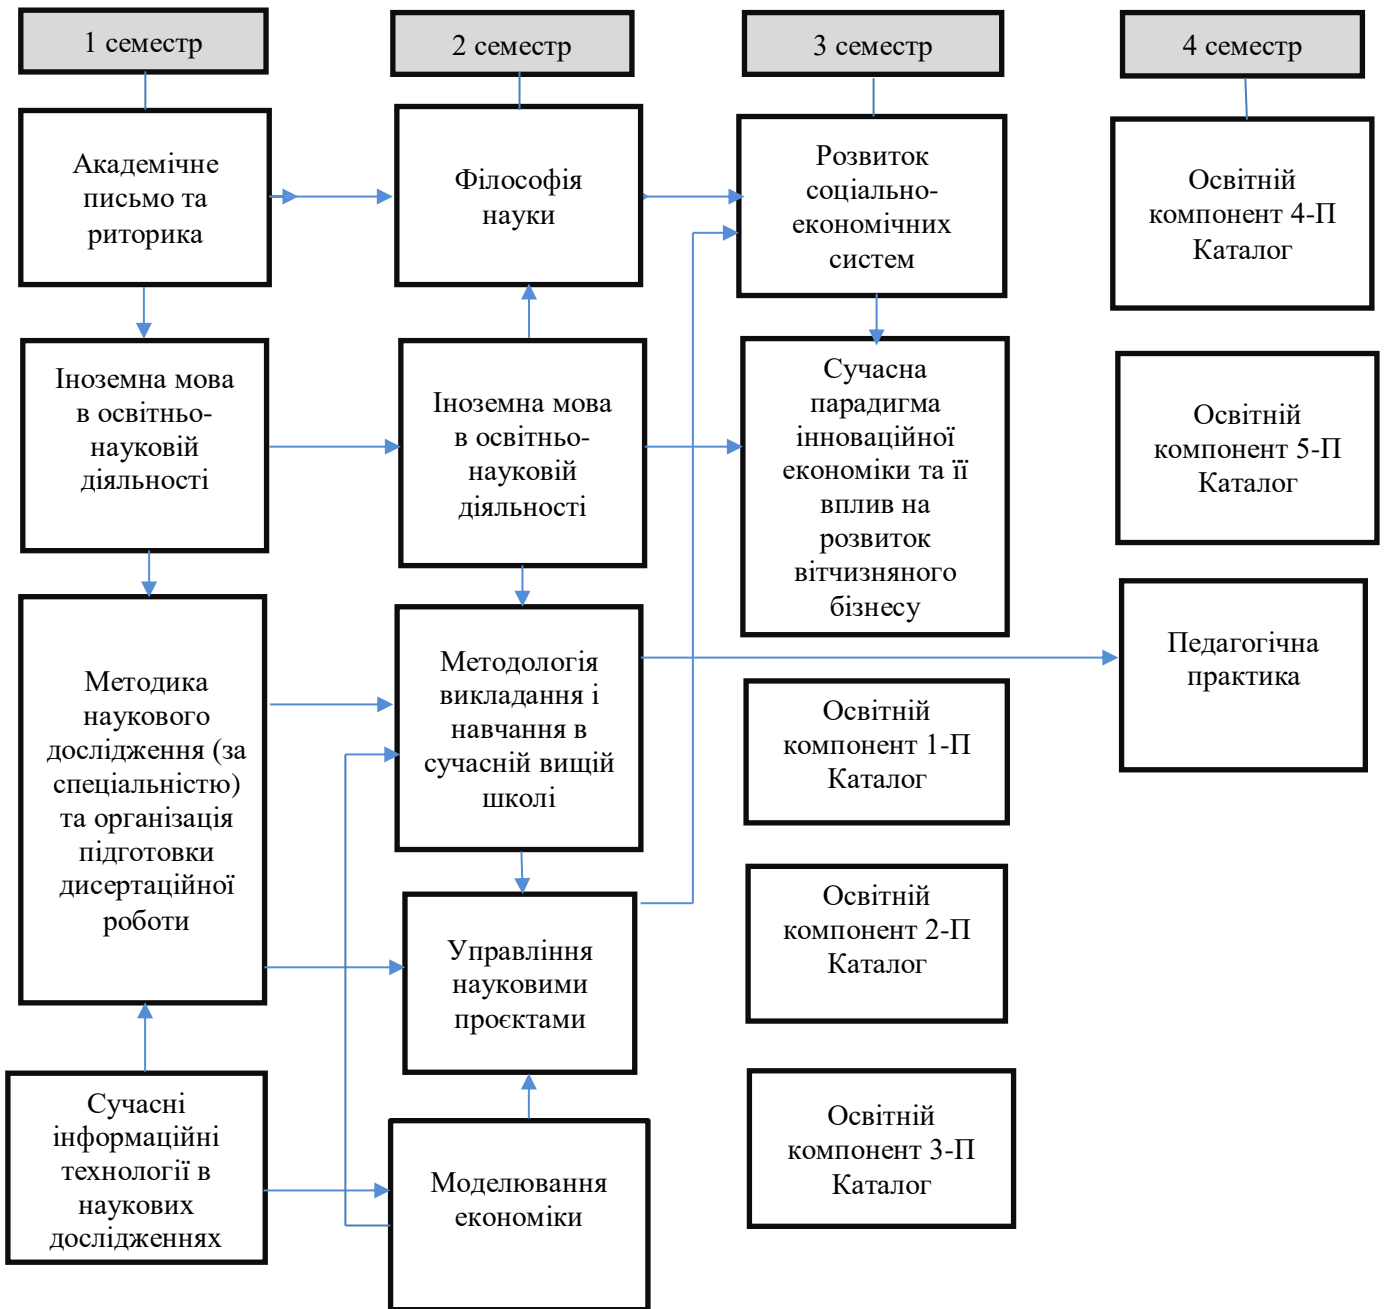 1 семестр
2 семестр
3 семестр
4 семестр
Академічне
письмо та
риторика
Філософія
науки
Розвиток
соціально-
економічних
систем
Освітній
компонент 4-П
Каталог
Іноземна мова
в освітньо-
науковій
діяльності
Іноземна мова
в освітньо-
науковій
діяльності
Сучасна
парадигма
інноваційної
економіки та її
вплив на
розвиток
вітчизняного
бізнесу
Освітній
компонент 5-П
Каталог
Методика
наукового
дослідження (за
спеціальністю)
та організація
підготовки
дисертаційної
роботи
Методологія
викладання і
навчання в
сучасній вищій
школі
Освітній
компонент 1-П
Каталог
Педагогічна
практика
Управління
науковими
проєктами
Освітній
компонент 2-П
Каталог
Сучасні
інформаційні
технології в
наукових
дослідженнях
Моделювання
економіки
Освітній
компонент 3-П
Каталог